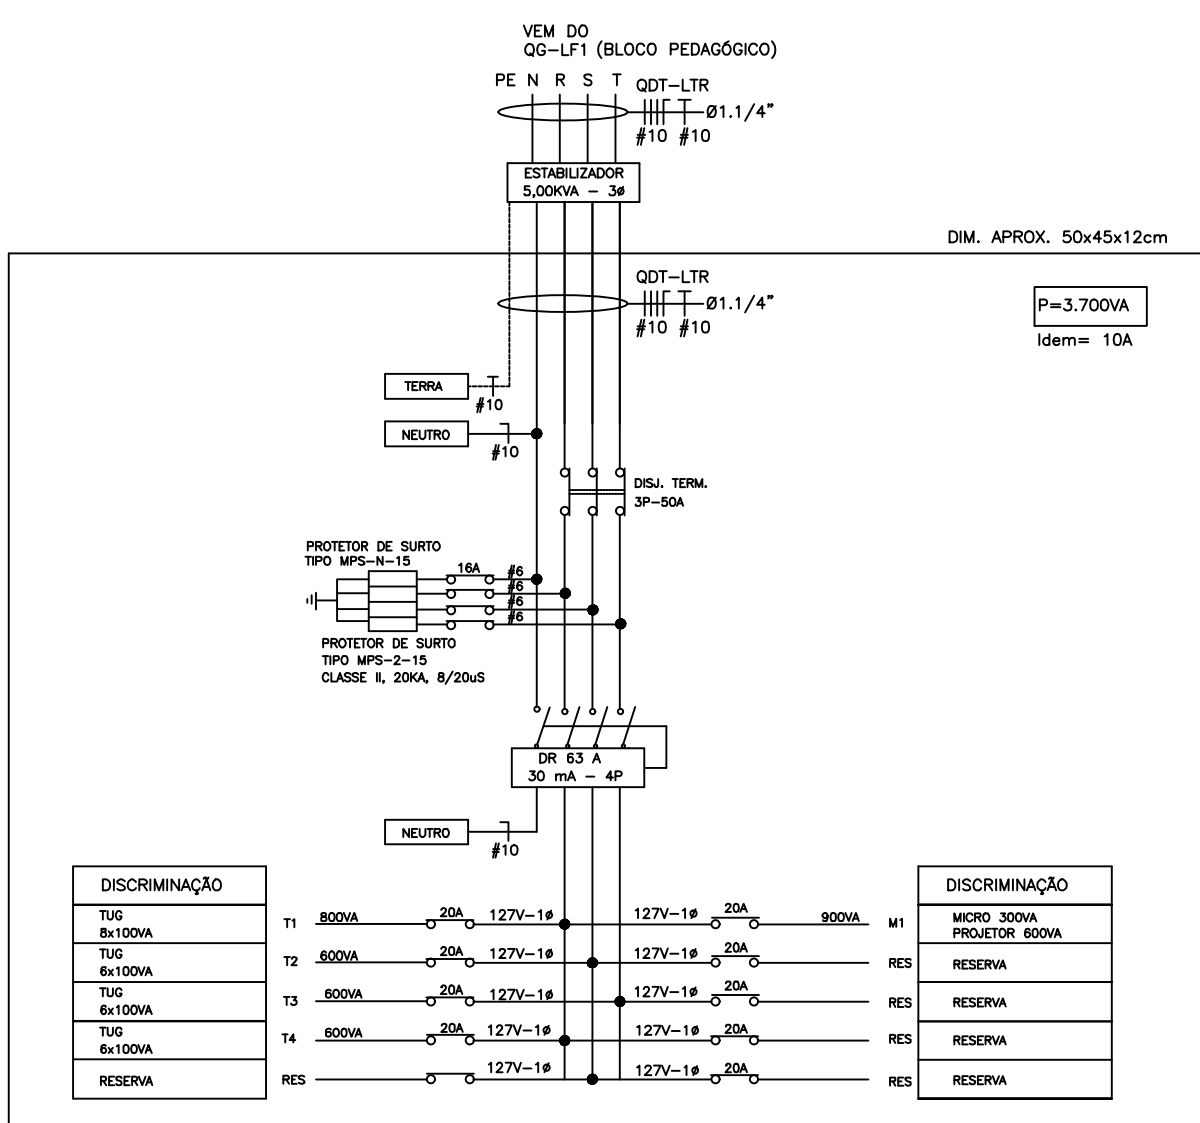 VEM DO
QG-LF1 (BLOCO PEDAGÓGICO)
PE N R S T
QDT-LTR
Ø1.1/4"
#10 #10
ESTABILIZADOR
5,00KVA - 3ø
DIM. APROX. 50x45x12cm
QDT-LTR
Ø1.1/4"
#10 #10
P=3.700VA
Idem= 10A
TERRA
#10
NEUTRO
#10
DISJ. TERM.
3P-50A
PROTETOR DE SURTO
TIPO MPS-N-15
16A
#6
#6
#6
#6
PROTETOR DE SURTO
TIPO MPS-2-15
CLASSE II, 20KA, 8/20uS
DR 63 A
30 mA - 4P
NEUTRO
#10
DISCRIMINAÇÃO
DISCRIMINAÇÃO
TUG
8x100VA
T1 800VA 20A 127V-1ø 127V-1ø 20A 900VA M1
MICRO 300VA
PROJETOR 600VA
TUG
6x100VA
T2 600VA 20A 127V-1ø 127V-1ø 20A RES RESERVA
TUG
6x100VA
T3 600VA 20A 127V-1ø 127V-1ø 20A RES RESERVA
TUG
6x100VA
T4 600VA 20A 127V-1ø 127V-1ø 20A RES RESERVA
RESERVA RES 127V-1ø 127V-1ø 20A RES RESERVA